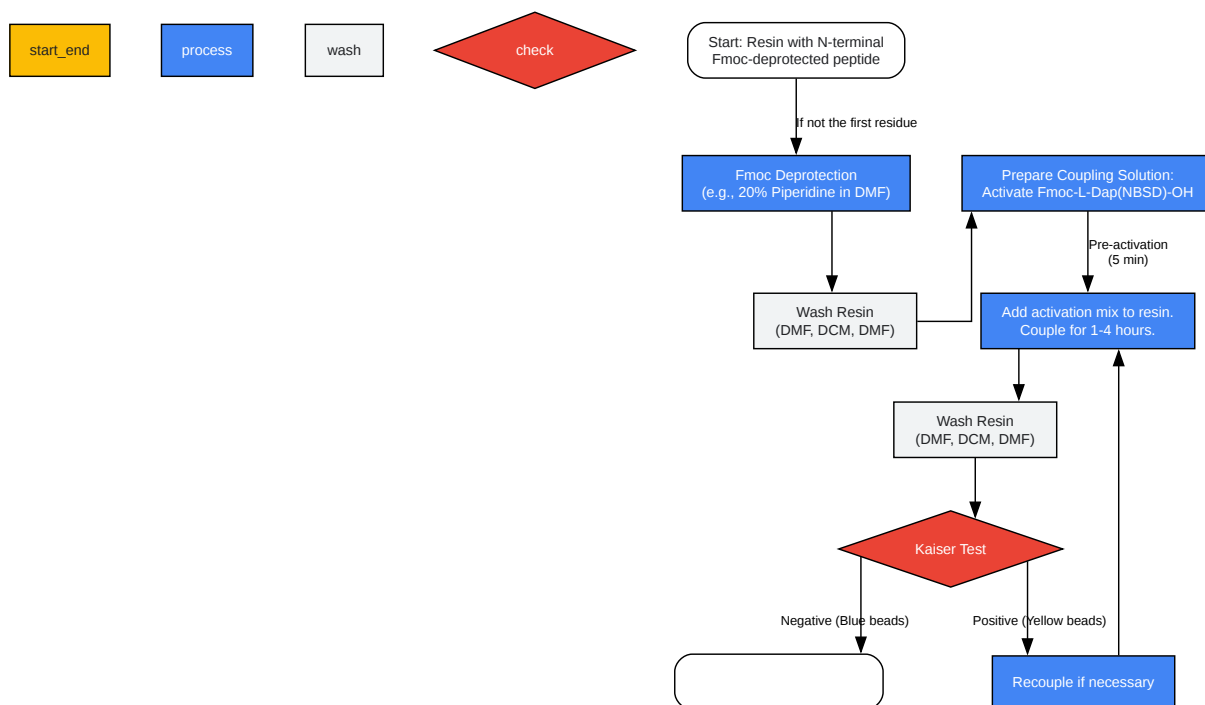 start_end
process
wash
check
Start: Resin with N-terminal
Fmoc-deprotected peptide
If not the first residue
Fmoc Deprotection
(e.g., 20% Piperidine in DMF)
Prepare Coupling Solution:
Activate Fmoc-L-Dap(NBSD)-OH
Pre-activation
(5 min)
Wash Resin
(DMF, DCM, DMF)
Add activation mix to resin.
Couple for 1-4 hours.
Wash Resin
(DMF, DCM, DMF)
Kaiser Test
Negative (Blue beads)
Positive (Yellow beads)
Recouple if necessary